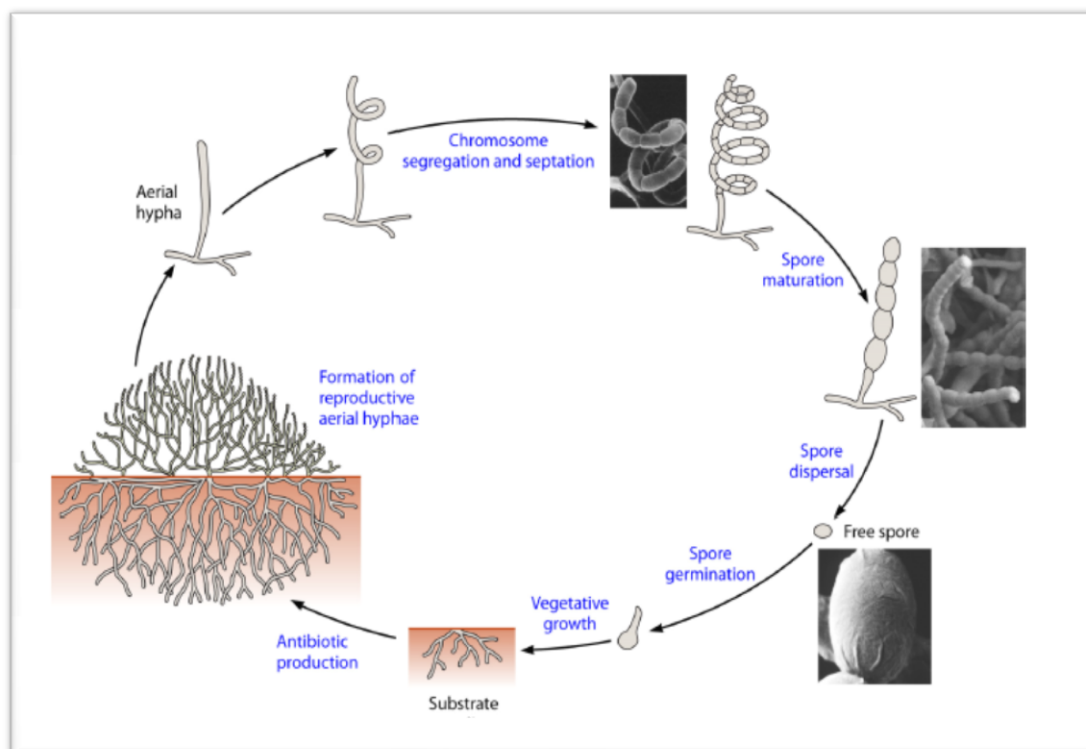 Chromosome
segregation and septation
Aerial
hypha
Spore
maturation
Formation of
reproductive
aerial hyphae
Spore
dispersal
Free spore
Spore
germination
Vegetative
growth
Antibiotic
production
Substrate